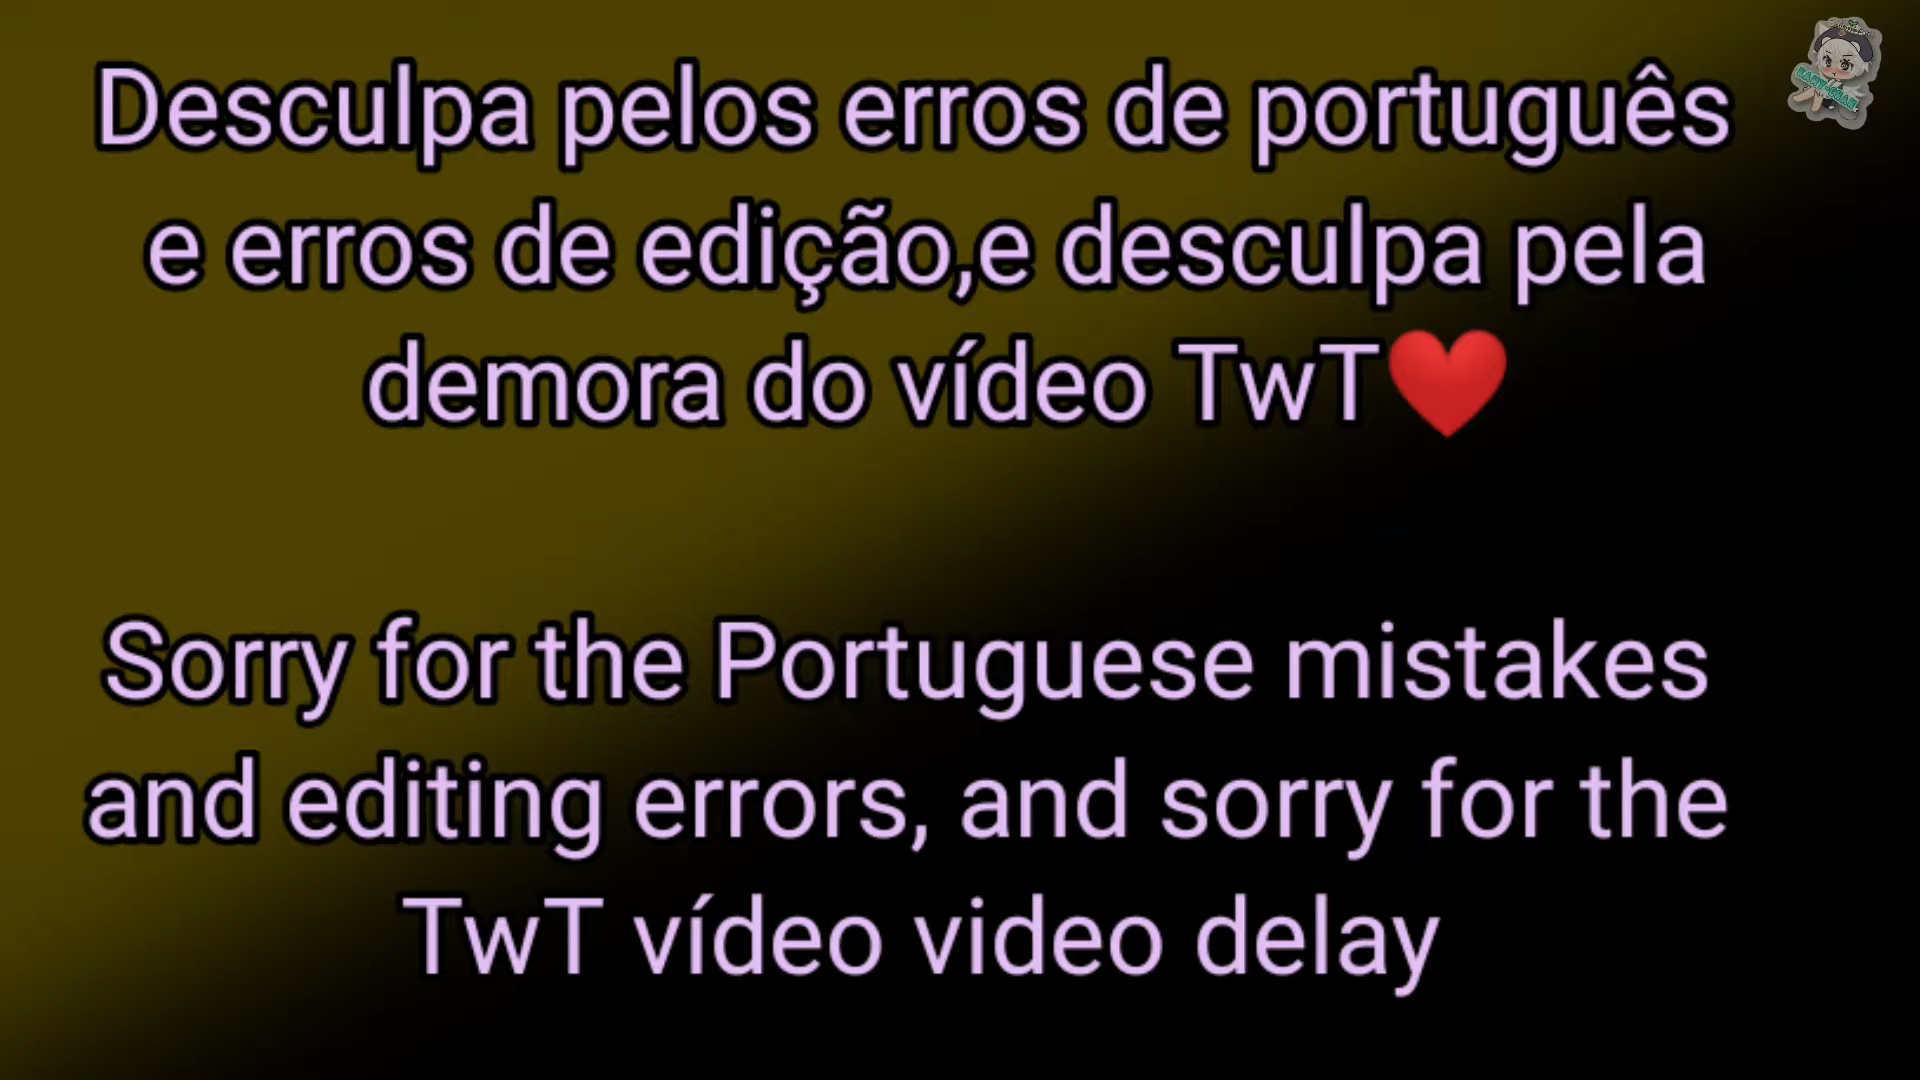 Desculpa pelos erros de português
e erros de edição,e desculpa pela
demora do vídeo TwT❤️
Sorry for the Portuguese mistakes
and editing errors, and sorry for the
TwT vídeo video delay